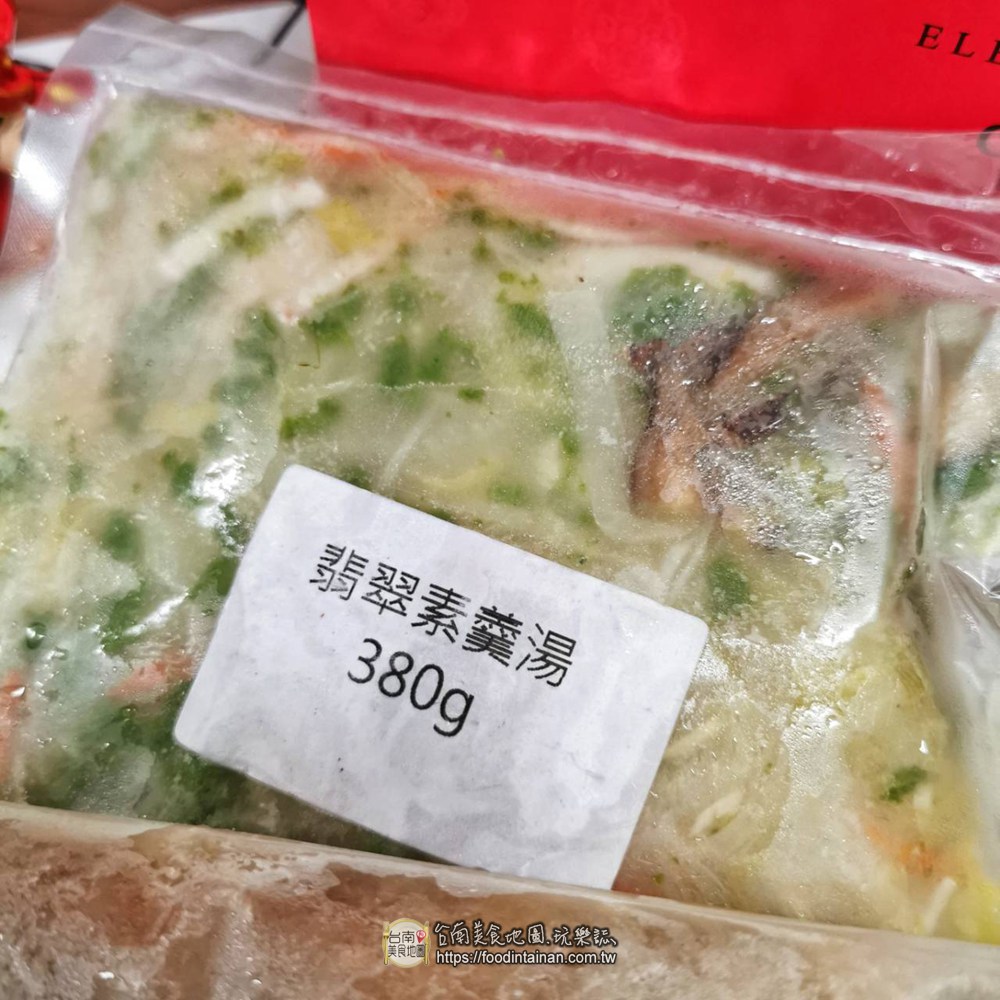 ELE
翡翠素羹湯
380g
台南
美食地圖
台南美食地圖.玩樂誌
https://foodintainan.com.tw